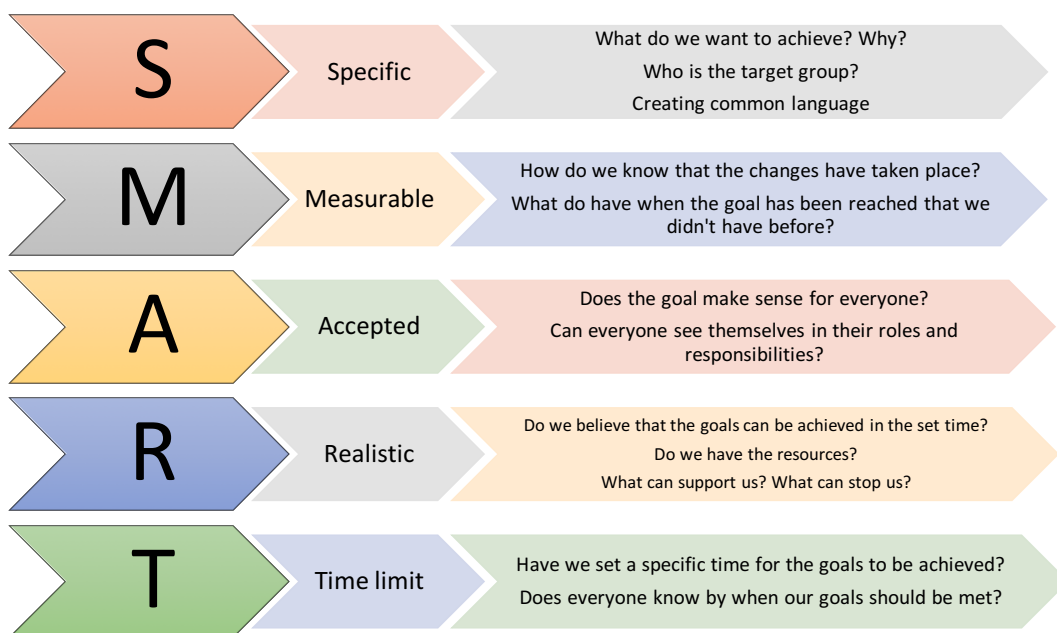 S
Specific
What do we want to achieve? Why?
Who is the target group?
Creating common language
M
Measurable
How do we know that the changes have taken place?
What do have when the goal has been reached that we
didn't have before?
A
Accepted
Does the goal make sense for everyone?
Can everyone see themselves in their roles and
responsibilities?
R
Realistic
Do we believe that the goals can be achieved in the set time?
Do we have the resources?
What can support us? What can stop us?
T
Time limit
Have we set a specific time for the goals to be achieved?
Does everyone know by when our goals should be met?